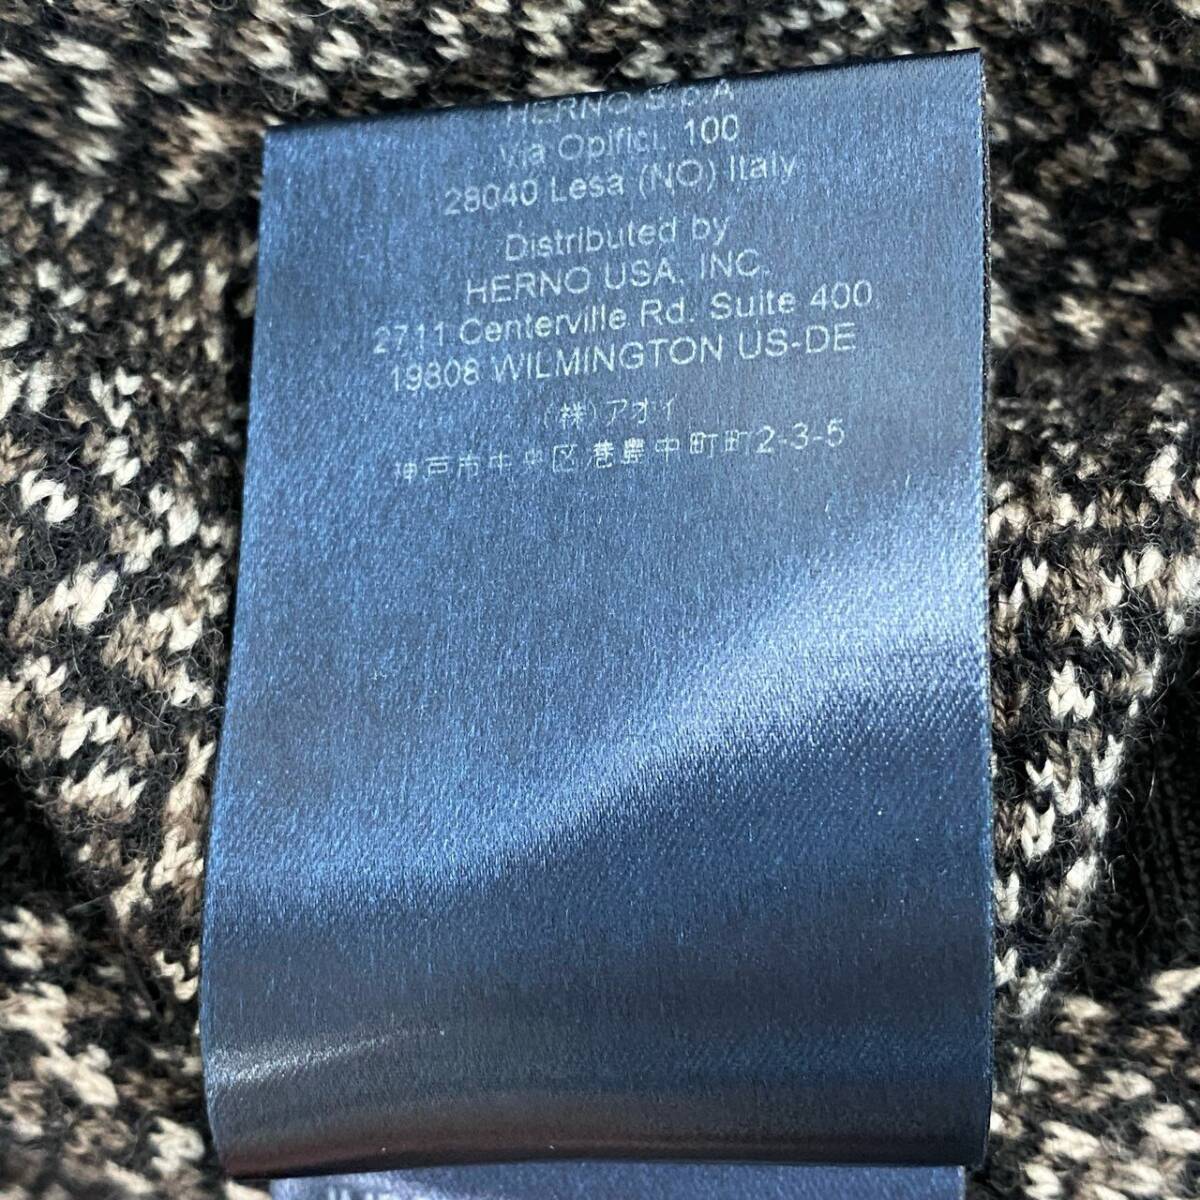 HERNO S.p.A
Via Opifici, 100
28040 Lesa (NO) Italy
Distributed by
HERNO USA, INC.
2711 Centerville Rd. Suite 400
19808 WILMINGTON US-DE
(株)アオイ
神戸市中央区港島中町町2-3-5